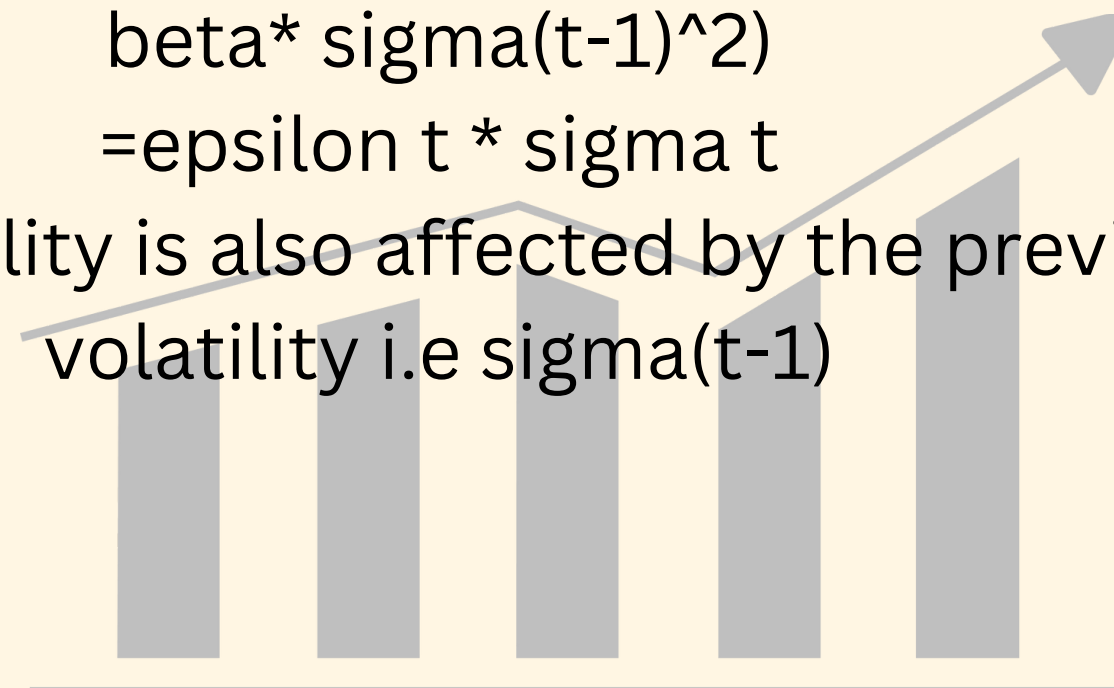 beta* sigma(t-1)^2)
=epsilon t * sigma t
lity is also affected by the prev
volatility i.e sigma(t-1)